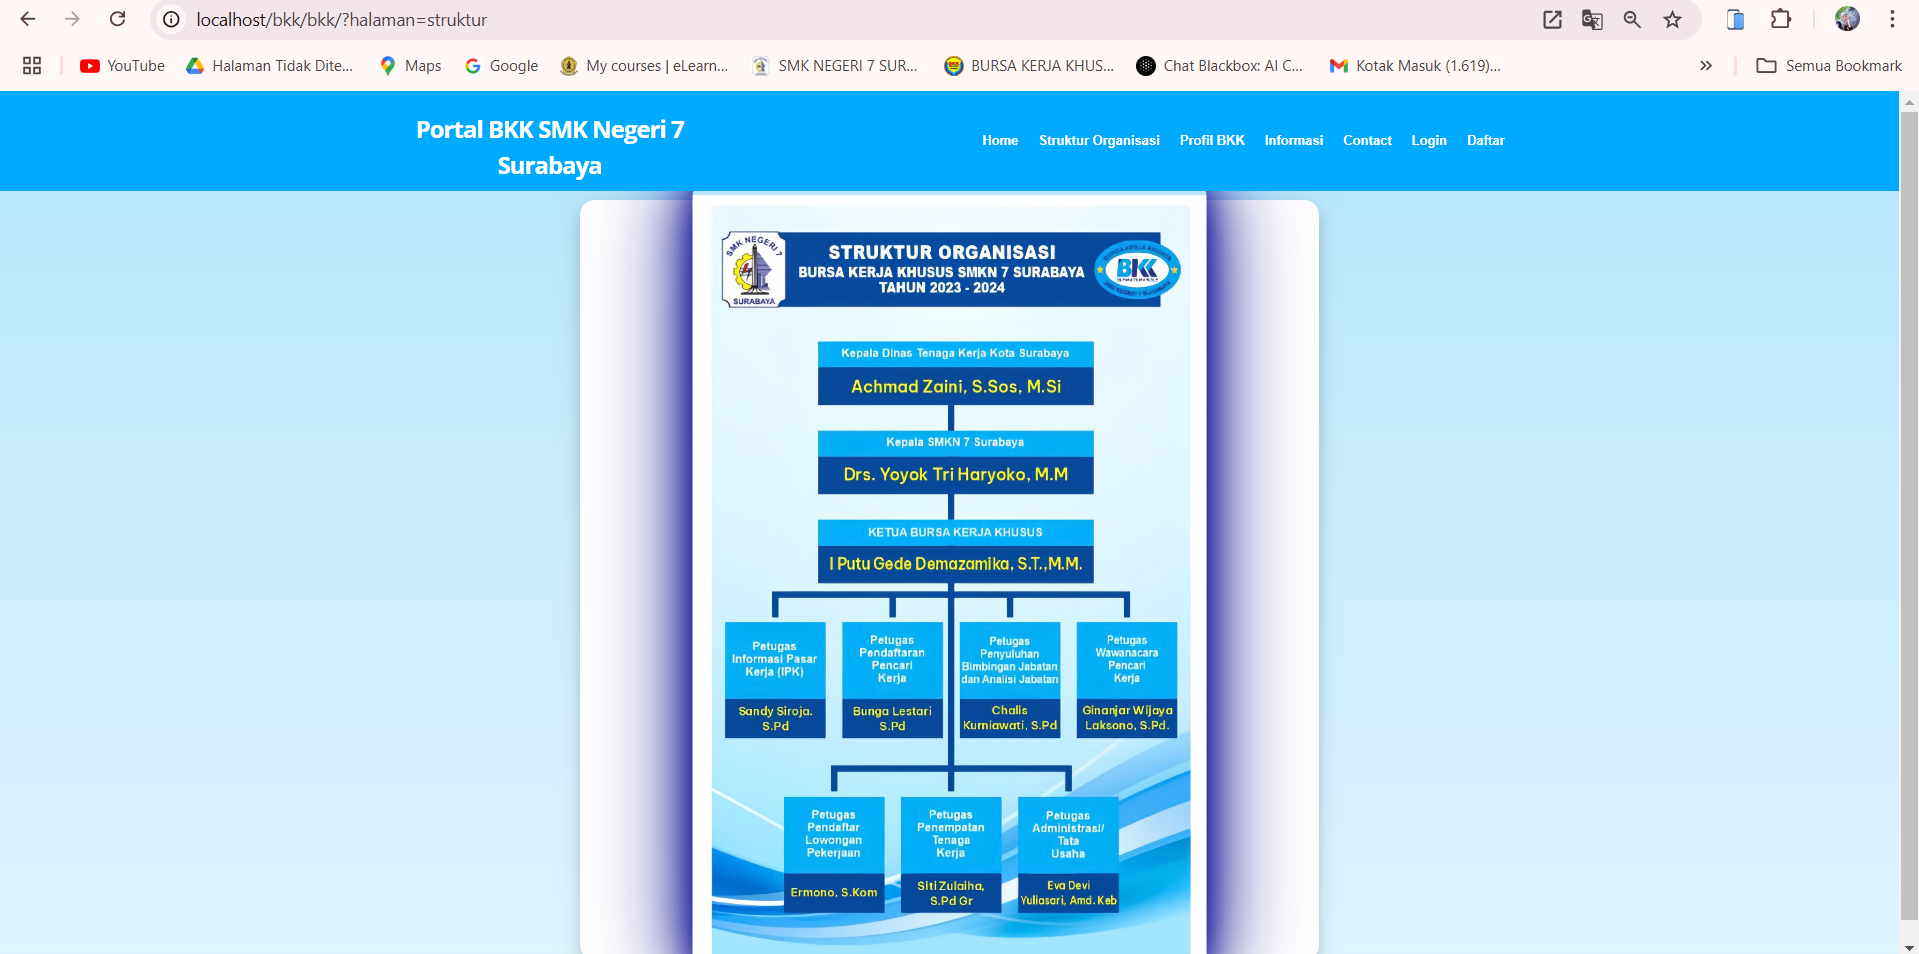 localhost/bkk/bkk/?halaman=struktur
YouTube
Halaman Tidak Dite...
Maps
Google
My courses | eLearn...
SMK NEGERI 7 SUR...
BURSA KERJA KHUS...
Chat Blackbox: AI C...
Kotak Masuk (1.619)...
»
Semua Bookmark
Portal BKK SMK Negeri 7
Surabaya
Home
Struktur Organisasi
Profil BKK
Informasi
Contact
Login
Daftar
SMK NEGERI 7
SURABAYA
STRUKTUR ORGANISASI
BURSA KERJA KHUSUS SMKN 7 SURABAYA
TAHUN 2023 - 2024
BKK
Kepala Dinas Tenaga Kerja Kota Surabaya
Achmad Zaini, S.Sos, M.Si
Kepala SMKN 7 Surabaya
Drs. Yoyok Tri Haryoko, M.M
KETUA BURSA KERJA KHUSUS
I Putu Gede Demazamika, S.T.,M.M.
Petugas
Informasi Pasar
Kerja (IPK)
Sandy Siroja.
S.Pd
Petugas
Pendaftaran
Pencari
Kerja
Bunga Lestari
S.Pd
Petugas
Penyuluhan
Bimbingan Jabatan
dan Analisi Jabatan
Chalis
Kurniawati, S.Pd
Petugas
Wawanacara
Pencari
Kerja
Ginanjar Wijaya
Laksono, S.Pd.
Petugas
Pendaftar
Lowongan
Pekerjaan
Ermono, S.Kom
Petugas
Penempatan
Tenaga
Kerja
Siti Zulaiha,
S.Pd Gr
Petugas
Administrasi/
Tata
Usaha
Eva Devi
Yuliasari, Amd. Keb